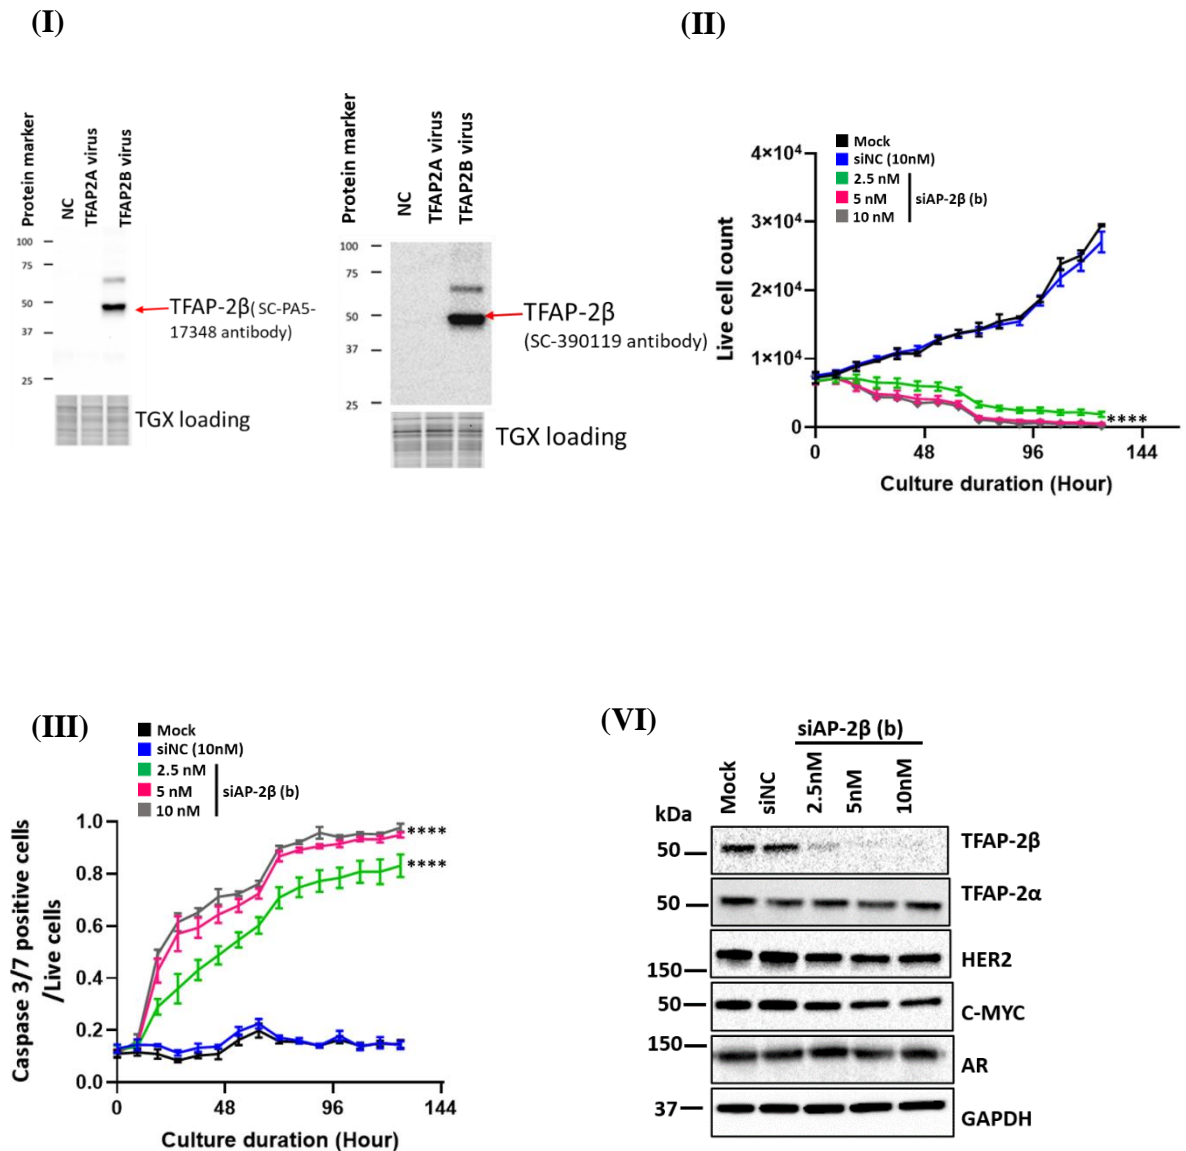 (I)
Protein marker
NC
TFAP2A virus
TFAP2B virus
100
75
50
37
25
TFAP-2β( SC-PA5-
17348 antibody)
TGX loading
Protein marker
NC
TFAP2A virus
TFAP2B virus
100
75
50
37
25
TFAP-2β
(SC-390119 antibody)
TGX loading
(II)
Mock
siNC (10nM)
2.5 nM
5 nM
10 nM
siAP-2β (b)
Live cell count
4×10⁴
3×10⁴
2×10⁴
1×10⁴
0
****
0 48 96 144
Culture duration (Hour)
(III)
Mock
siNC (10nM)
2.5 nM
5 nM
10 nM
siAP-2β (b)
Caspase 3/7 positive cells
/Live cells
1.0
0.8
0.6
0.4
0.2
0.0
****
****
0 48 96 144
Culture duration (Hour)
(VI)
siAP-2β (b)
Mock
siNC
2.5nM
5nM
10nM
kDa
50 TFAP-2β
50 TFAP-2α
150 HER2
50 C-MYC
150 AR
37 GAPDH